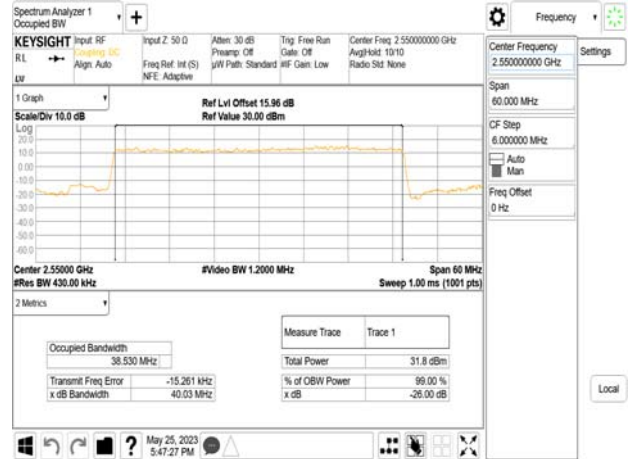 Spectrum Analyzer 1
Occupied BW
Frequency
KEYSIGHT
Input: RF
Coupling: DC
Align: Auto
Input Z: 50 Ω
Freq Ref: Int (S)
NFE: Adaptive
Atten: 30 dB
Preamp: Off
µW Path: Standard
Trig: Free Run
Gate: Off
#IF Gain: Low
Center Freq: 2.550000000 GHz
Avg|Hold: 10/10
Radio Std: None
RL
Center Frequency
2.550000000 GHz
Settings
Span
60.000 MHz
CF Step
6.000000 MHz
Auto
Man
Freq Offset
0 Hz
Local
1 Graph
Scale/Div 10.0 dB
Ref Lvl Offset 15.96 dB
Ref Value 30.00 dBm
Log
20.0
10.0
0.00
-10.0
-20.0
-30.0
-40.0
-50.0
-60.0
Center 2.55000 GHz
#Video BW 1.2000 MHz
Span 60 MHz
#Res BW 430.00 kHz
Sweep 1.00 ms (1001 pts)
2 Metrics
Measure Trace Trace 1
Occupied Bandwidth
38.530 MHz
Total Power 31.8 dBm
Transmit Freq Error -15.261 kHz
% of OBW Power 99.00 %
x dB Bandwidth 40.03 MHz
x dB -26.00 dB
May 25, 2023
5:47:27 PM